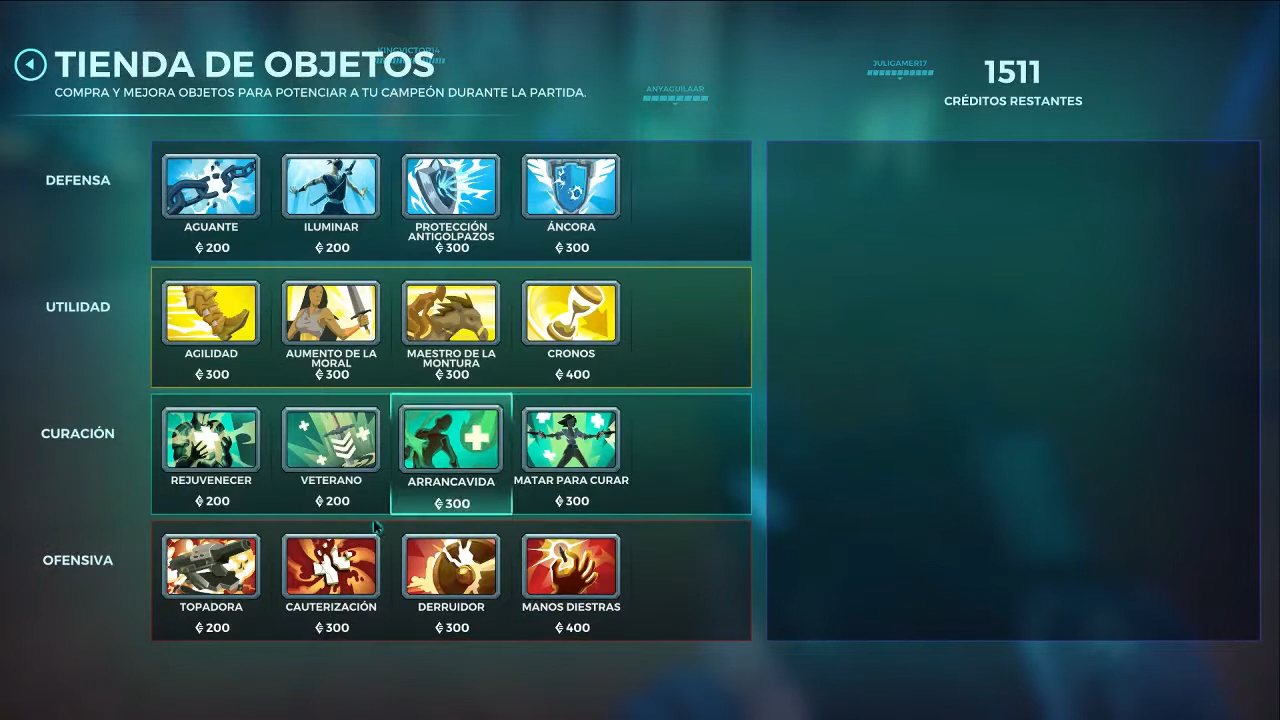 KINGVICTOR14
TIENDA DE OBJETOS
COMPRA Y MEJORA OBJETOS PARA POTENCIAR A TU CAMPEÓN DURANTE LA PARTIDA.
ANYAGUILAAR
JULIGAMER17
1511
CRÉDITOS RESTANTES
DEFENSA
AGUANTE
200
ILUMINAR
200
PROTECCIÓN
ANTIGOLPAZOS
300
ÁNCORA
300
UTILIDAD
AGILIDAD
300
AUMENTO DE LA
MORAL
300
MAESTRO DE LA
MONTURA
300
CRONOS
400
CURACIÓN
REJUVENECER
200
VETERANO
200
ARRANCAVIDA
300
MATAR PARA CURAR
300
OFENSIVA
TOPADORA
200
CAUTERIZACIÓN
300
DERRUIDOR
300
MANOS DIESTRAS
400